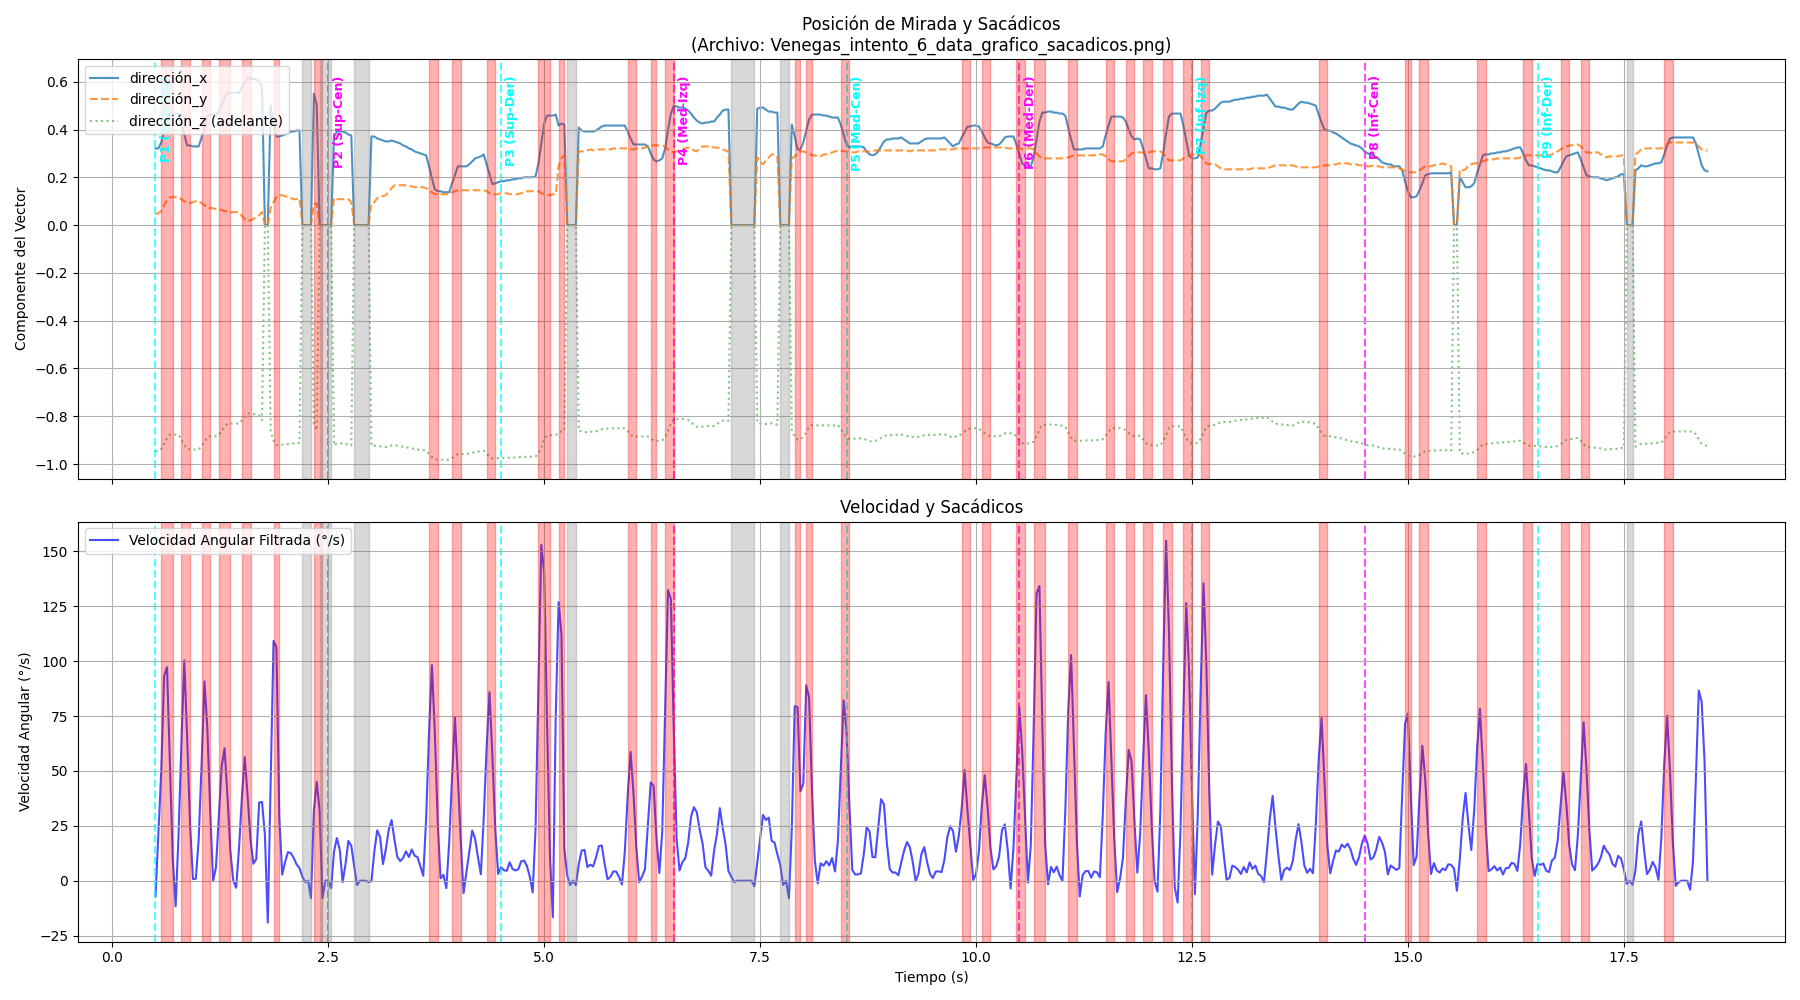 Posición de Mirada y Sacádicos
(Archivo: Venegas_intento_6_data_grafico_sacadicos.png)
dirección_x
dirección_y
dirección_z (adelante)
P2 (Sup-Cen)
P3 (Sup-Der)
P4 (Med-Izq)
P5 (Med-Cen)
P6 (Med-Der)
P7 (Inf-Izq)
P8 (Inf-Cen)
P9 (Inf-Der)
Componente del Vector
0.6
0.4
0.2
0.0
−0.2
−0.4
−0.6
−0.8
−1.0
Velocidad y Sacádicos
Velocidad Angular Filtrada (°/s)
Velocidad Angular (°/s)
150
125
100
75
50
25
0
−25
0.0 2.5 5.0 7.5 10.0 12.5 15.0 17.5
Tiempo (s)